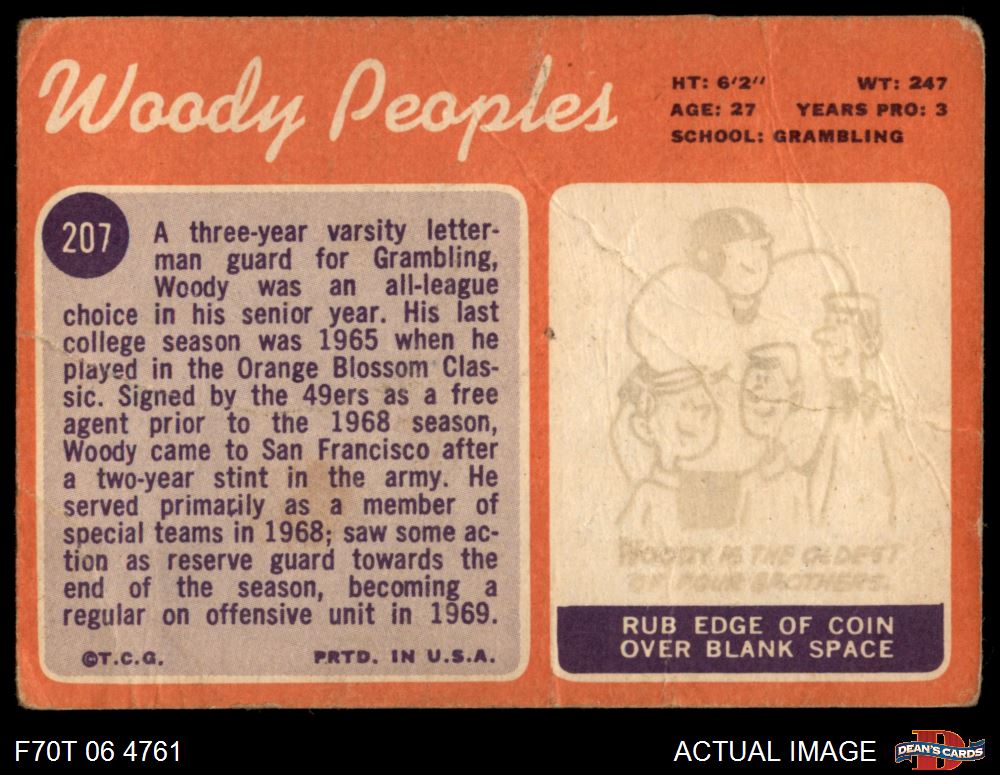 Woody Peoples
HT: 6'2" WT: 247
AGE: 27 YEARS PRO: 3
SCHOOL: GRAMBLING
207
A three-year varsity letter-
man guard for Grambling,
Woody was an all-league
choice in his senior year. His last
college season was 1965 when he
played in the Orange Blossom Clas-
sic. Signed by the 49ers as a free
agent prior to the 1968 season,
Woody came to San Francisco after
a two-year stint in the army. He
served primarily as a member of
special teams in 1968; saw some ac-
tion as reserve guard towards the
end of the season, becoming a
regular on offensive unit in 1969.
©T.C.G. PRTD. IN U.S.A.
WOODY IS THE OLDEST
OF FOUR BROTHERS.
RUB EDGE OF COIN
OVER BLANK SPACE
F70T 06 4761
ACTUAL IMAGE
DEAN'S CARDS